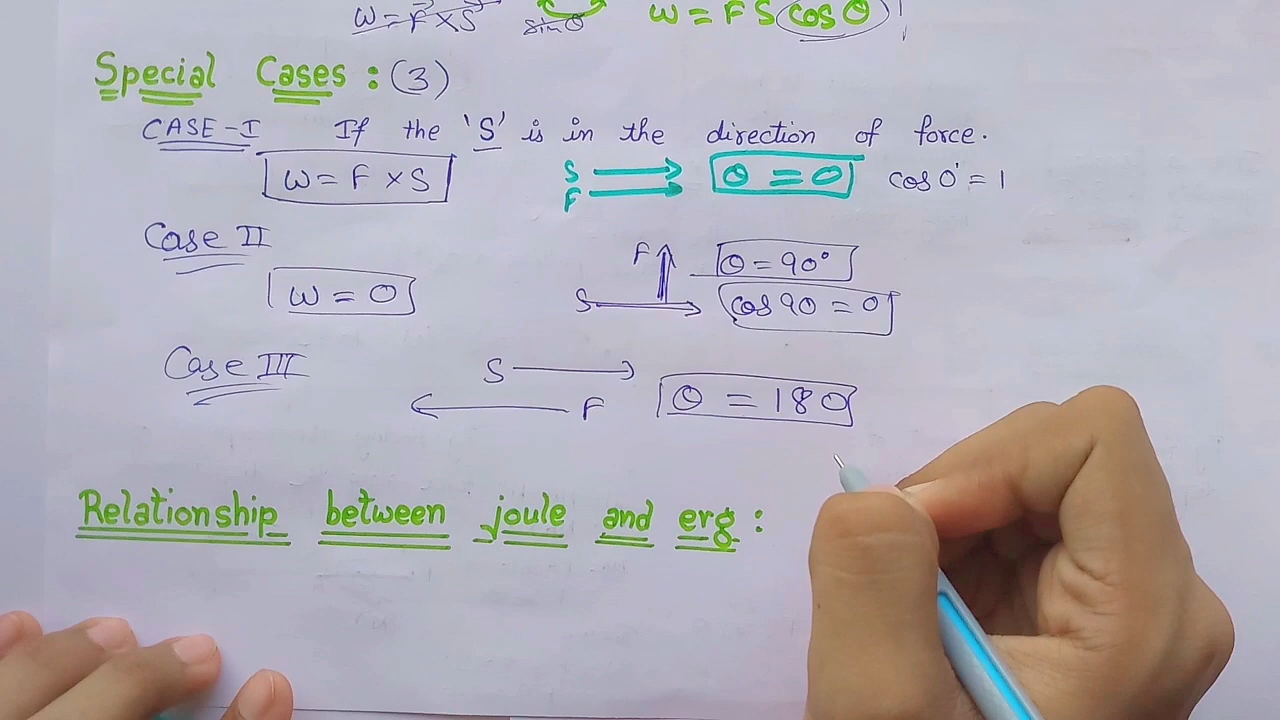 W = F × S sinθ W = F S cos θ
Special Cases : (3)
CASE-I If the 'S' is in the direction of force.
W = F × S S F θ = 0 cos 0° = 1
Case II F θ = 90°
W = 0 S cos 90 = 0
Case III S θ = 180
F
Relationship between joule and erg :